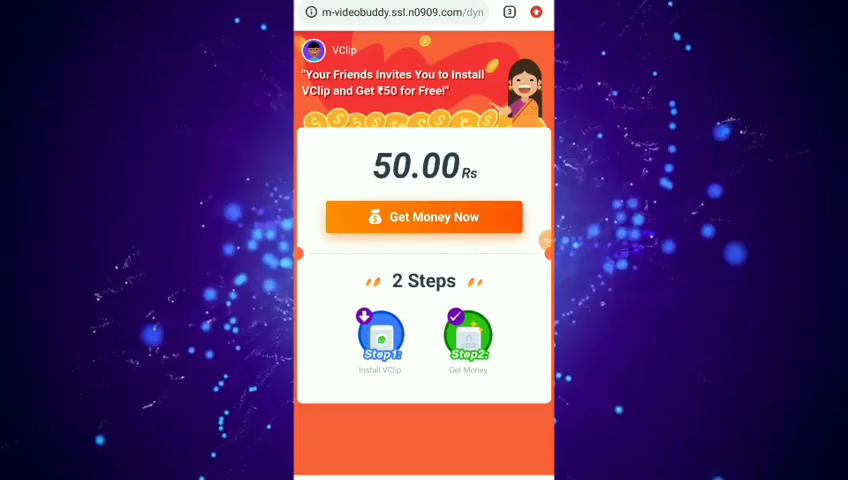 m-videobuddy.ssl.n0909.com/dyn
3
VClip
"Your Friends Invites You to Install
VClip and Get ₹50 for Free!"
50.00 Rs
Get Money Now
2 Steps
Step1:
Step2:
Install VClip
Get Money